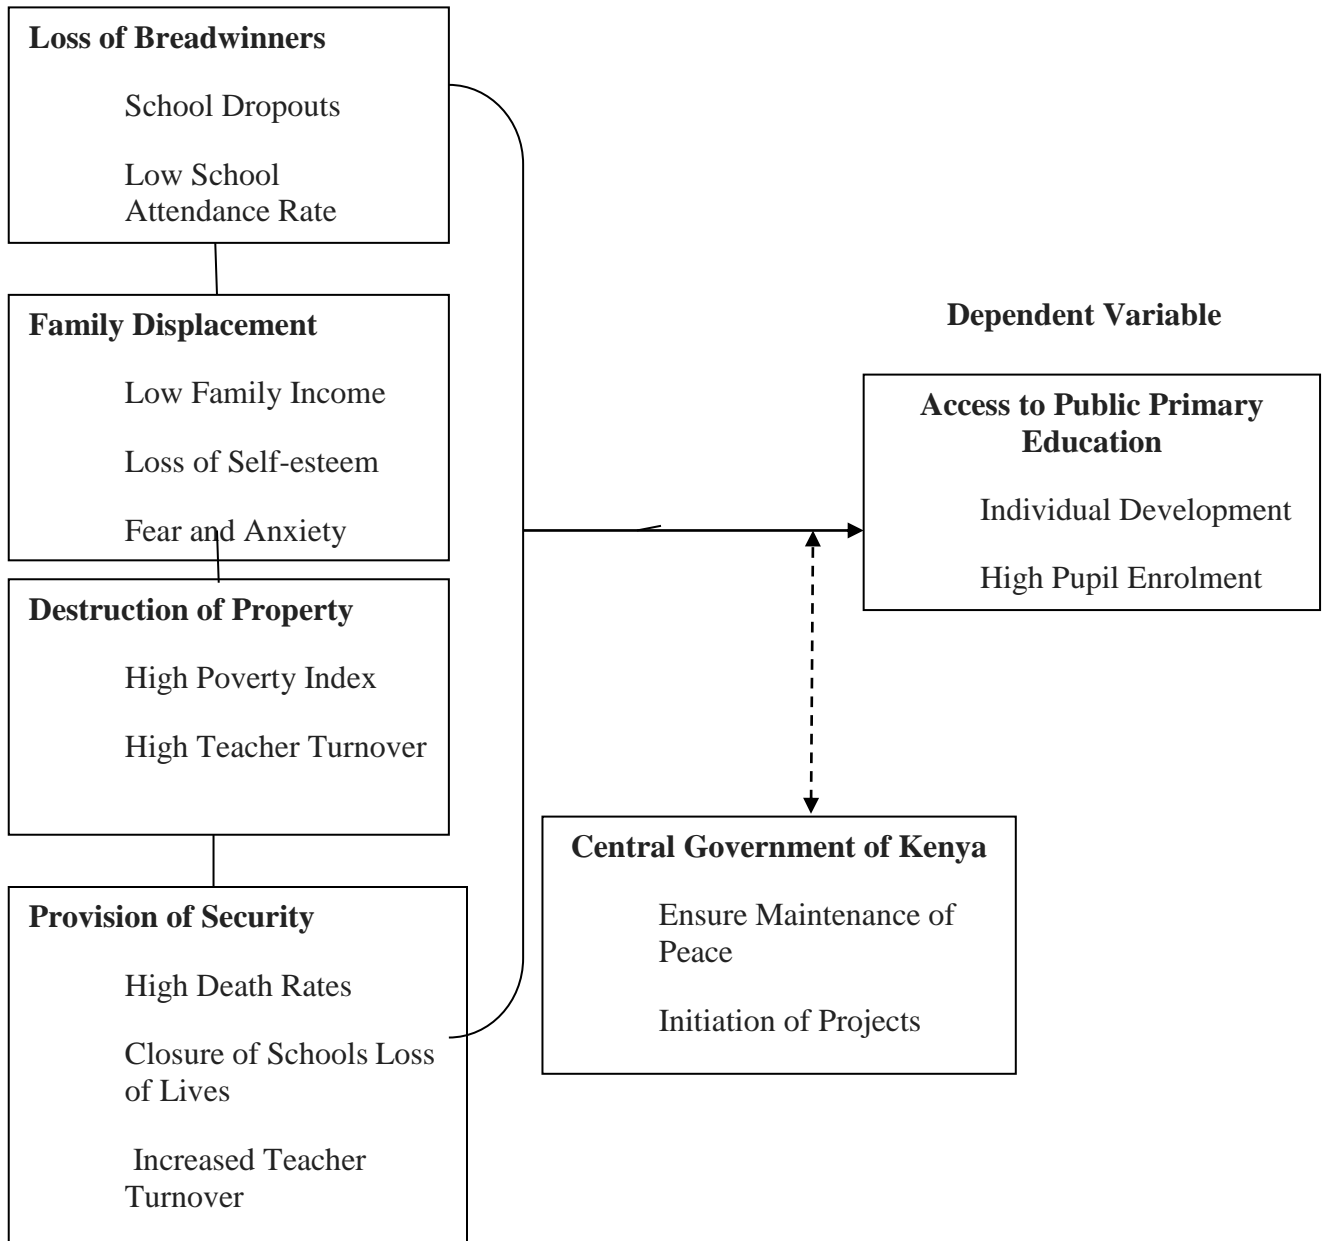 Loss of Breadwinners
School Dropouts
Low School
Attendance Rate
Family Displacement
Low Family Income
Loss of Self-esteem
Fear and Anxiety
Destruction of Property
High Poverty Index
High Teacher Turnover
Provision of Security
High Death Rates
Closure of Schools Loss
of Lives
Increased Teacher
Turnover
Dependent Variable
Access to Public Primary
Education
Individual Development
High Pupil Enrolment
Central Government of Kenya
Ensure Maintenance of
Peace
Initiation of Projects